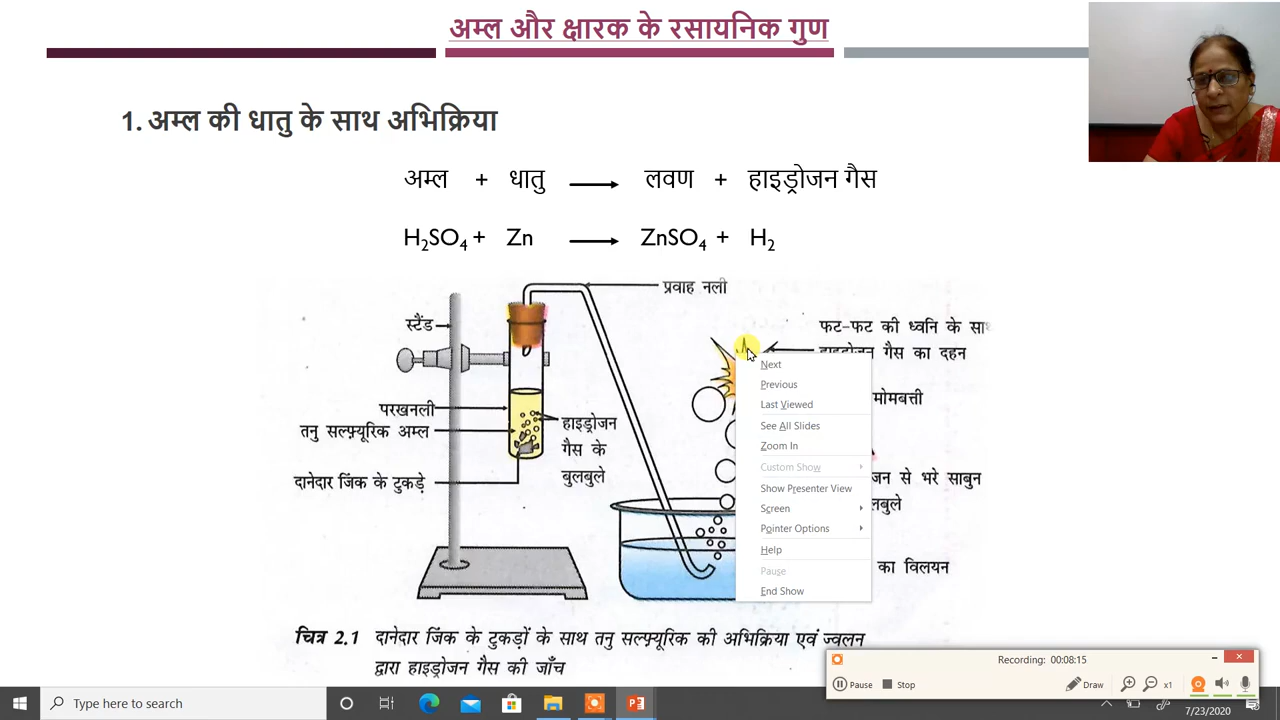 अम्ल और क्षारक के रसायनिक गुण
1. अम्ल की धातु के साथ अभिक्रिया
अम्ल + धातु ⟶ लवण + हाइड्रोजन गैस
H₂SO₄ + Zn ⟶ ZnSO₄ + H₂
प्रवाह नली
स्टैंड
फट-फट की ध्वनि के साथ
हाइड्रोजन गैस का दहन
मोमबत्ती
परखनली
तनु सल्फ़्यूरिक अम्ल
दानेदार जिंक के टुकड़े
हाइड्रोजन
गैस के
बुलबुले
जन से भरे साबुन
लबुले
का विलयन
Next
Previous
Last Viewed
See All Slides
Zoom In
Custom Show
Show Presenter View
Screen
Pointer Options
Help
Pause
End Show
चित्र 2.1 दानेदार जिंक के टुकड़ों के साथ तनु सल्फ़्यूरिक की अभिक्रिया एवं ज्वलन
द्वारा हाइड्रोजन गैस की जाँच
Recording: 00:08:15
Pause Stop Draw x1
Type here to search
7/23/2020